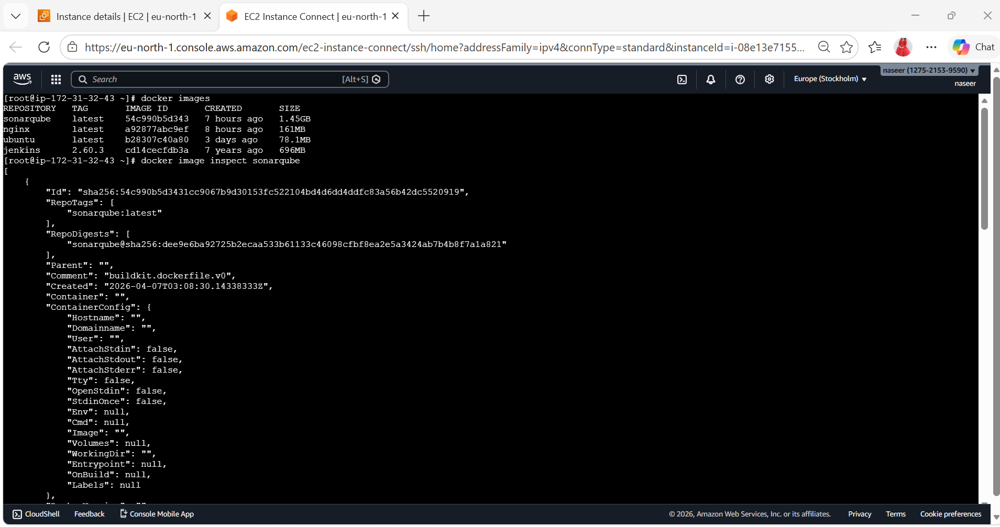 Instance details | EC2 | eu-north-1
EC2 Instance Connect | eu-north-1
https://eu-north-1.console.aws.amazon.com/ec2-instance-connect/ssh/home?addressFamily=ipv4&connType=standard&instanceId=i-08e13e7155...
Chat
aws
Search
[Alt+S]
Europe (Stockholm)
naseer (1275-2153-9590)
naseer
[root@ip-172-31-32-43 ~]# docker images
REPOSITORY   TAG       IMAGE ID       CREATED       SIZE
sonarqube    latest    54c990b5d343   7 hours ago   1.45GB
nginx        latest    a92877abc9ef   8 hours ago   161MB
ubuntu       latest    b28307c40a80   3 days ago    78.1MB
jenkins      2.60.3    cd14cecfdb3a   7 years ago   696MB
[root@ip-172-31-32-43 ~]# docker image inspect sonarqube
[
    {
        "Id": "sha256:54c990b5d3431cc9067b9d30153fc522104bd4d6dd4ddfc83a56b42dc5520919",
        "RepoTags": [
            "sonarqube:latest"
        ],
        "RepoDigests": [
            "sonarqube@sha256:dee9e6ba92725b2ecaa533b61133c46098cfbf8ea2e5a3424ab7b4b8f7a1a821"
        ],
        "Parent": "",
        "Comment": "buildkit.dockerfile.v0",
        "Created": "2026-04-07T03:08:30.14338333Z",
        "Container": "",
        "ContainerConfig": {
            "Hostname": "",
            "Domainname": "",
            "User": "",
            "AttachStdin": false,
            "AttachStdout": false,
            "AttachStderr": false,
            "Tty": false,
            "OpenStdin": false,
            "StdinOnce": false,
            "Env": null,
            "Cmd": null,
            "Image": "",
            "Volumes": null,
            "WorkingDir": "",
            "Entrypoint": null,
            "OnBuild": null,
            "Labels": null
        },
CloudShell
Feedback
Console Mobile App
© 2026, Amazon Web Services, Inc. or its affiliates.
Privacy
Terms
Cookie preferences